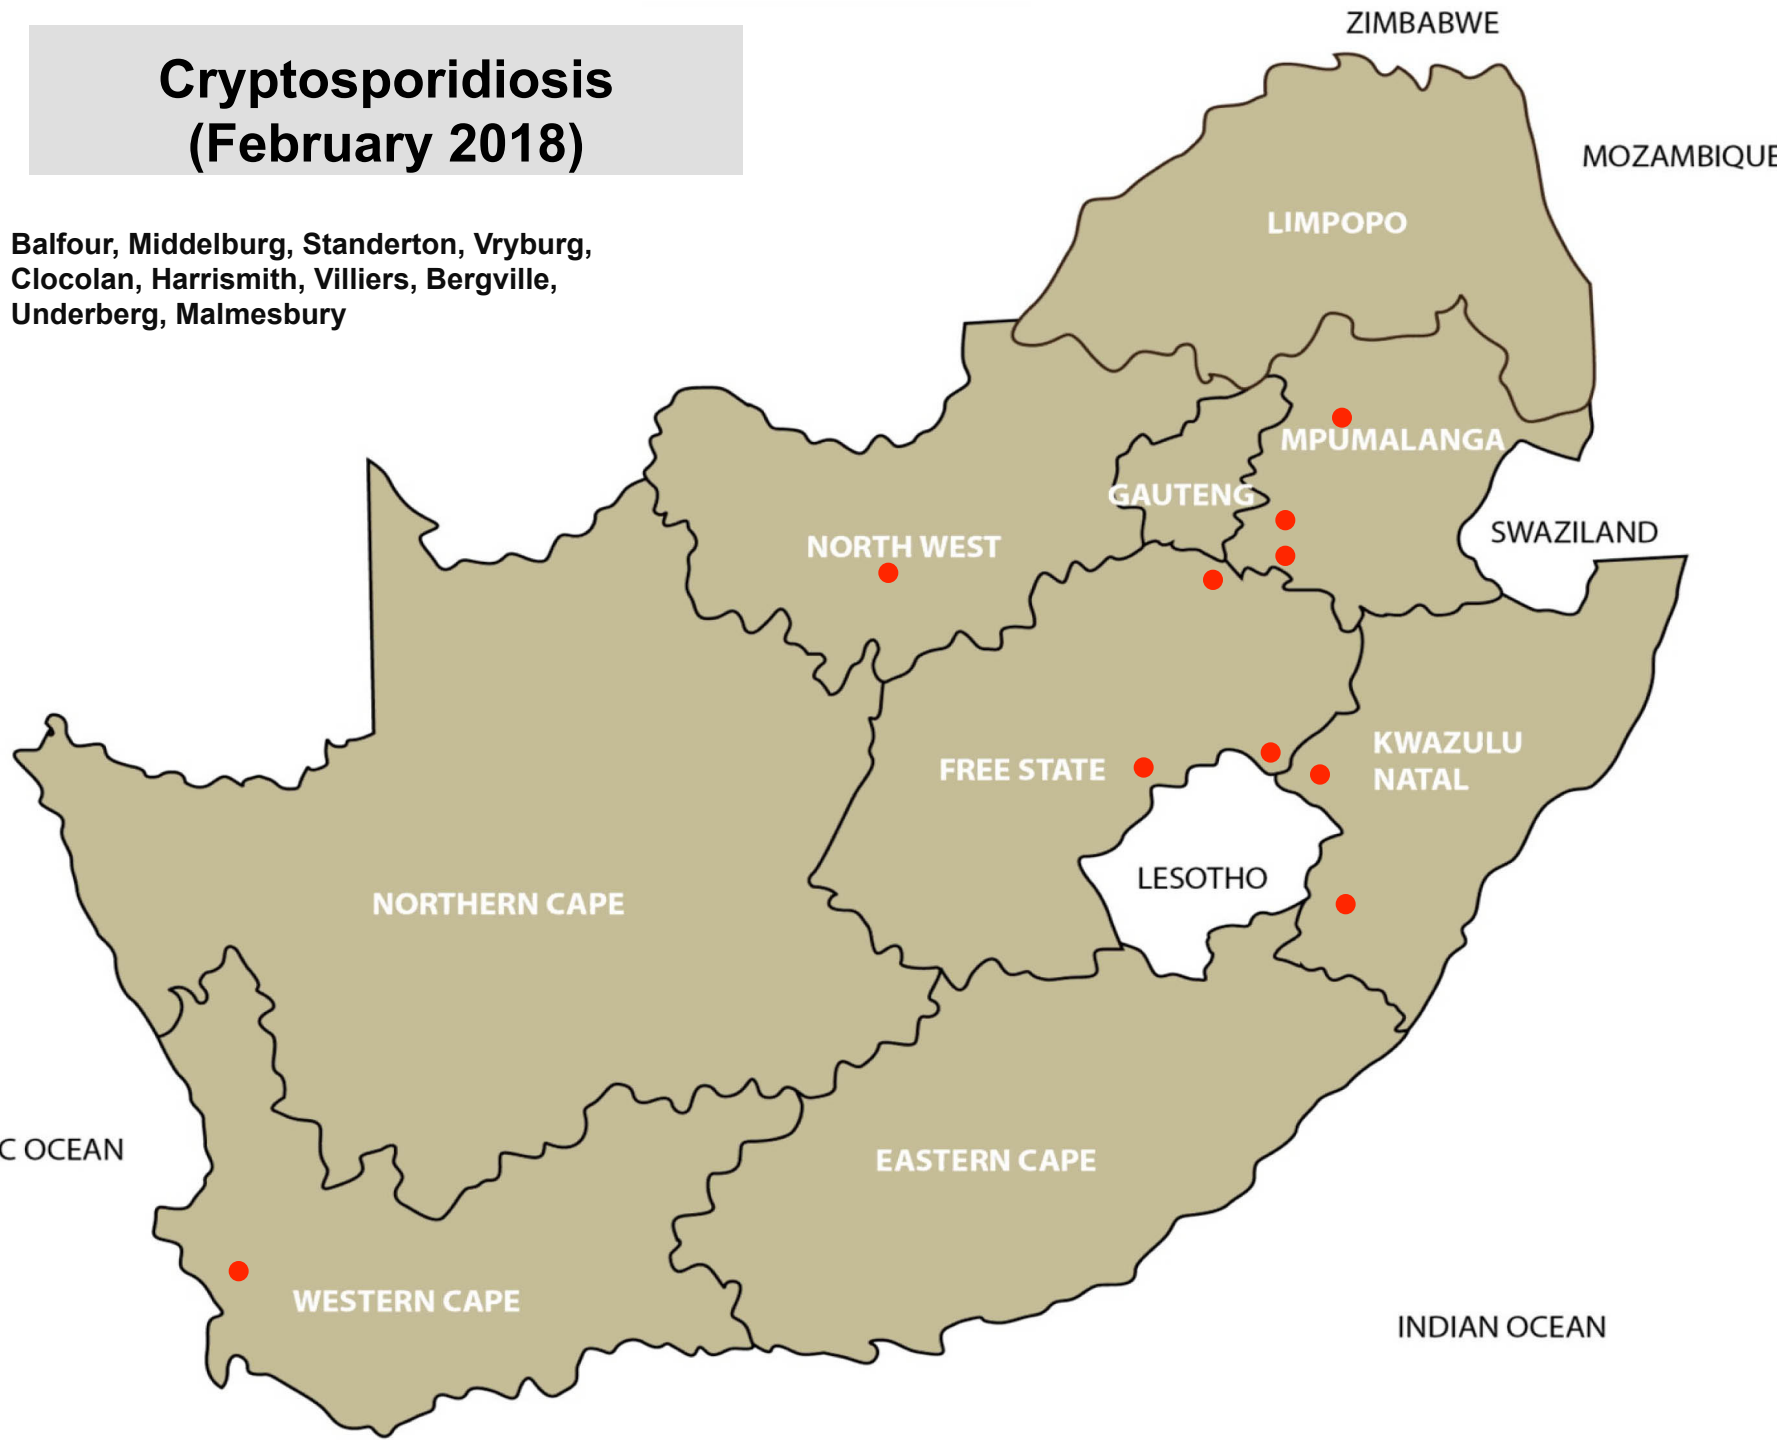 Cryptosporidiosis
(February 2018)
Balfour, Middelburg, Standerton, Vryburg,
Clocolan, Harrismith, Villiers, Bergville,
Underberg, Malmesbury
ZIMBABWE
MOZAMBIQUE
LIMPOPO
MPUMALANGA
GAUTENG
SWAZILAND
NORTH WEST
KWAZULU
NATAL
FREE STATE
LESOTHO
NORTHERN CAPE
C OCEAN
EASTERN CAPE
WESTERN CAPE
INDIAN OCEAN